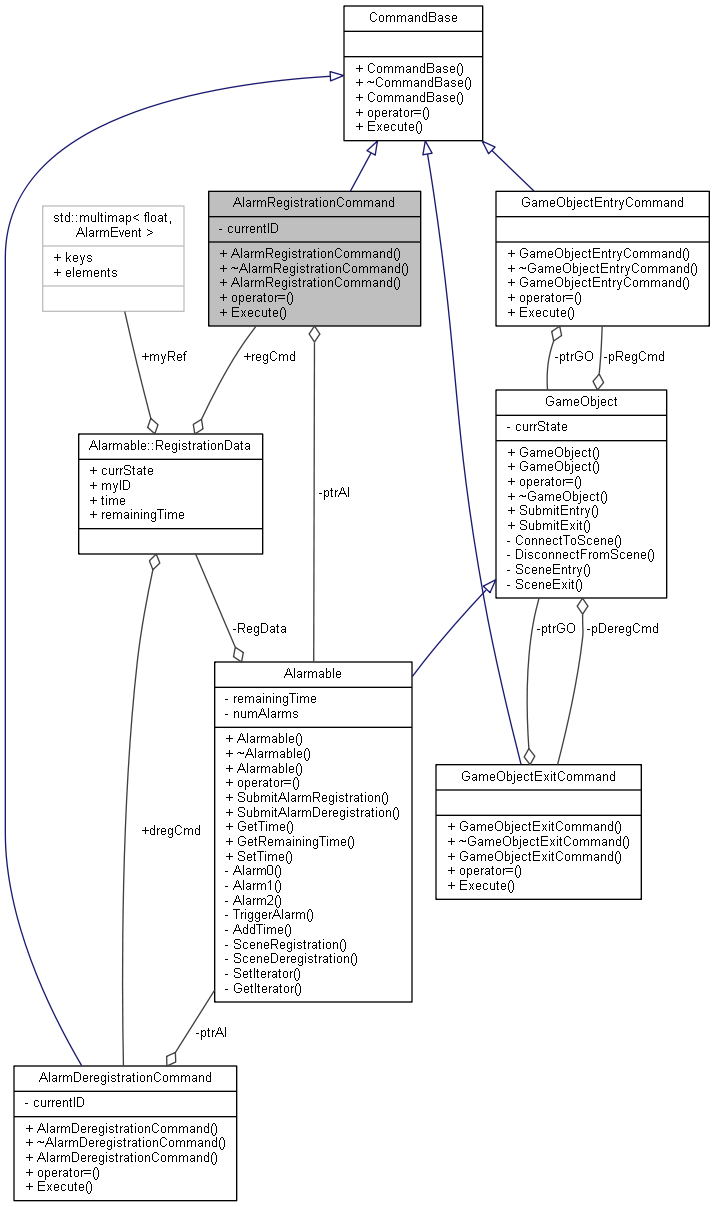 CommandBase
+ CommandBase()
+ ~CommandBase()
+ CommandBase()
+ operator=()
+ Execute()
std::multimap< float,
AlarmEvent >
+ keys
+ elements
AlarmRegistrationCommand
- currentID
+ AlarmRegistrationCommand()
+ ~AlarmRegistrationCommand()
+ AlarmRegistrationCommand()
+ operator=()
+ Execute()
GameObjectEntryCommand
+ GameObjectEntryCommand()
+ ~GameObjectEntryCommand()
+ GameObjectEntryCommand()
+ operator=()
+ Execute()
+myRef
+regCmd
-ptrGO
-pRegCmd
Alarmable::RegistrationData
+ currState
+ myID
+ time
+ remainingTime
-ptrAl
GameObject
- currState
+ GameObject()
+ GameObject()
+ operator=()
+ ~GameObject()
+ SubmitEntry()
+ SubmitExit()
- ConnectToScene()
- DisconnectFromScene()
- SceneEntry()
- SceneExit()
-RegData
-ptrGO
-pDeregCmd
Alarmable
- remainingTime
- numAlarms
+ Alarmable()
+ ~Alarmable()
+ Alarmable()
+ operator=()
+ SubmitAlarmRegistration()
+ SubmitAlarmDeregistration()
+ GetTime()
+ GetRemainingTime()
+ SetTime()
- Alarm0()
- Alarm1()
- Alarm2()
- TriggerAlarm()
- AddTime()
- SceneRegistration()
- SceneDeregistration()
- SetIterator()
- GetIterator()
+dregCmd
GameObjectExitCommand
+ GameObjectExitCommand()
+ ~GameObjectExitCommand()
+ GameObjectExitCommand()
+ operator=()
+ Execute()
-ptrAl
AlarmDeregistrationCommand
- currentID
+ AlarmDeregistrationCommand()
+ ~AlarmDeregistrationCommand()
+ AlarmDeregistrationCommand()
+ operator=()
+ Execute()